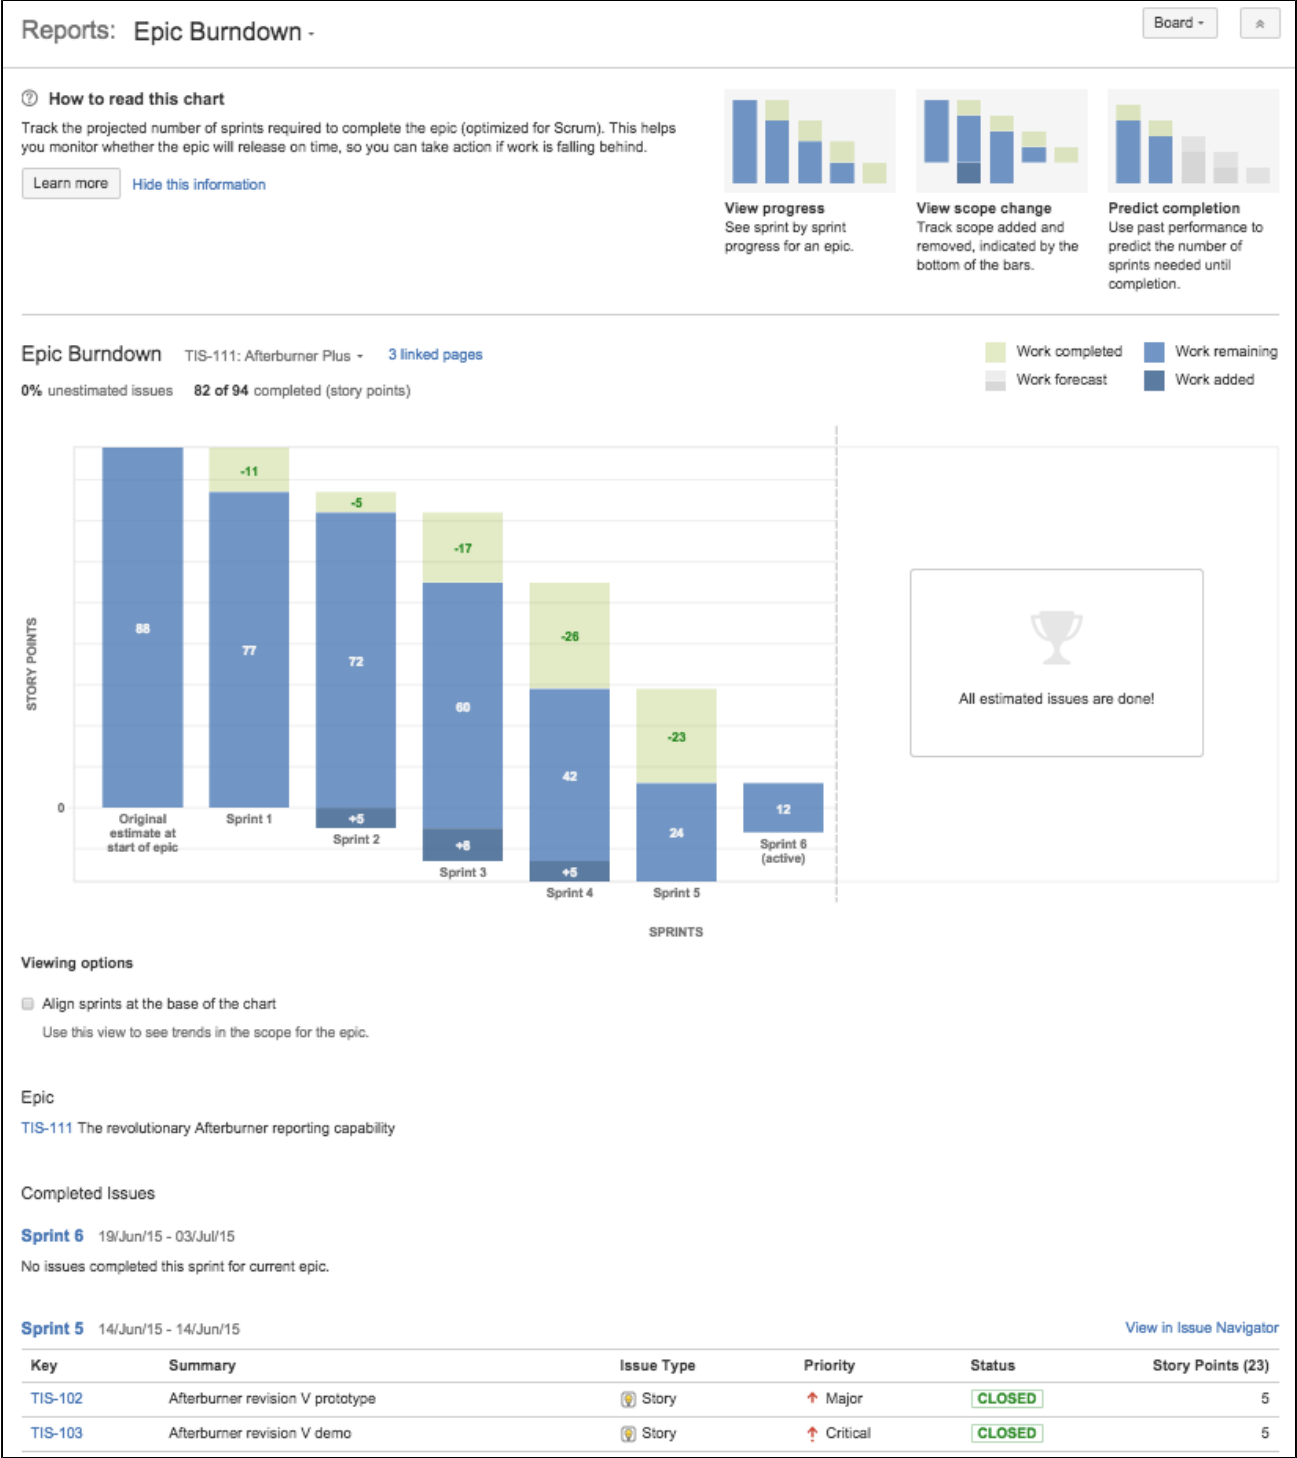 Reports: Epic Burndown
Board
How to read this chart
Track the projected number of sprints required to complete the epic (optimized for Scrum). This helps
you monitor whether the epic will release on time, so you can take action if work is falling behind.
Learn more
Hide this information
View progress
See sprint by sprint
progress for an epic.
View scope change
Track scope added and
removed, indicated by the
bottom of the bars.
Predict completion
Use past performance to
predict the number of
sprints needed until
completion.
Epic Burndown TIS-111: Afterburner Plus 3 linked pages
0% unestimated issues 82 of 94 completed (story points)
Work completed
Work remaining
Work forecast
Work added
STORY POINTS
0
88
Original
estimate at
start of epic
-11
77
Sprint 1
-5
72
+5
Sprint 2
-17
60
+8
Sprint 3
-26
42
+5
Sprint 4
-23
24
Sprint 5
12
Sprint 6
(active)
All estimated issues are done!
SPRINTS
Viewing options
Align sprints at the base of the chart
Use this view to see trends in the scope for the epic.
Epic
TIS-111 The revolutionary Afterburner reporting capability
Completed Issues
Sprint 6 19/Jun/15 - 03/Jul/15
No issues completed this sprint for current epic.
Sprint 5 14/Jun/15 - 14/Jun/15 View in Issue Navigator
Key Summary Issue Type Priority Status Story Points (23)
TIS-102 Afterburner revision V prototype Story Major CLOSED 5
TIS-103 Afterburner revision V demo Story Critical CLOSED 5